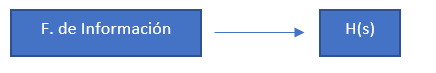 F. de Información
H(s)